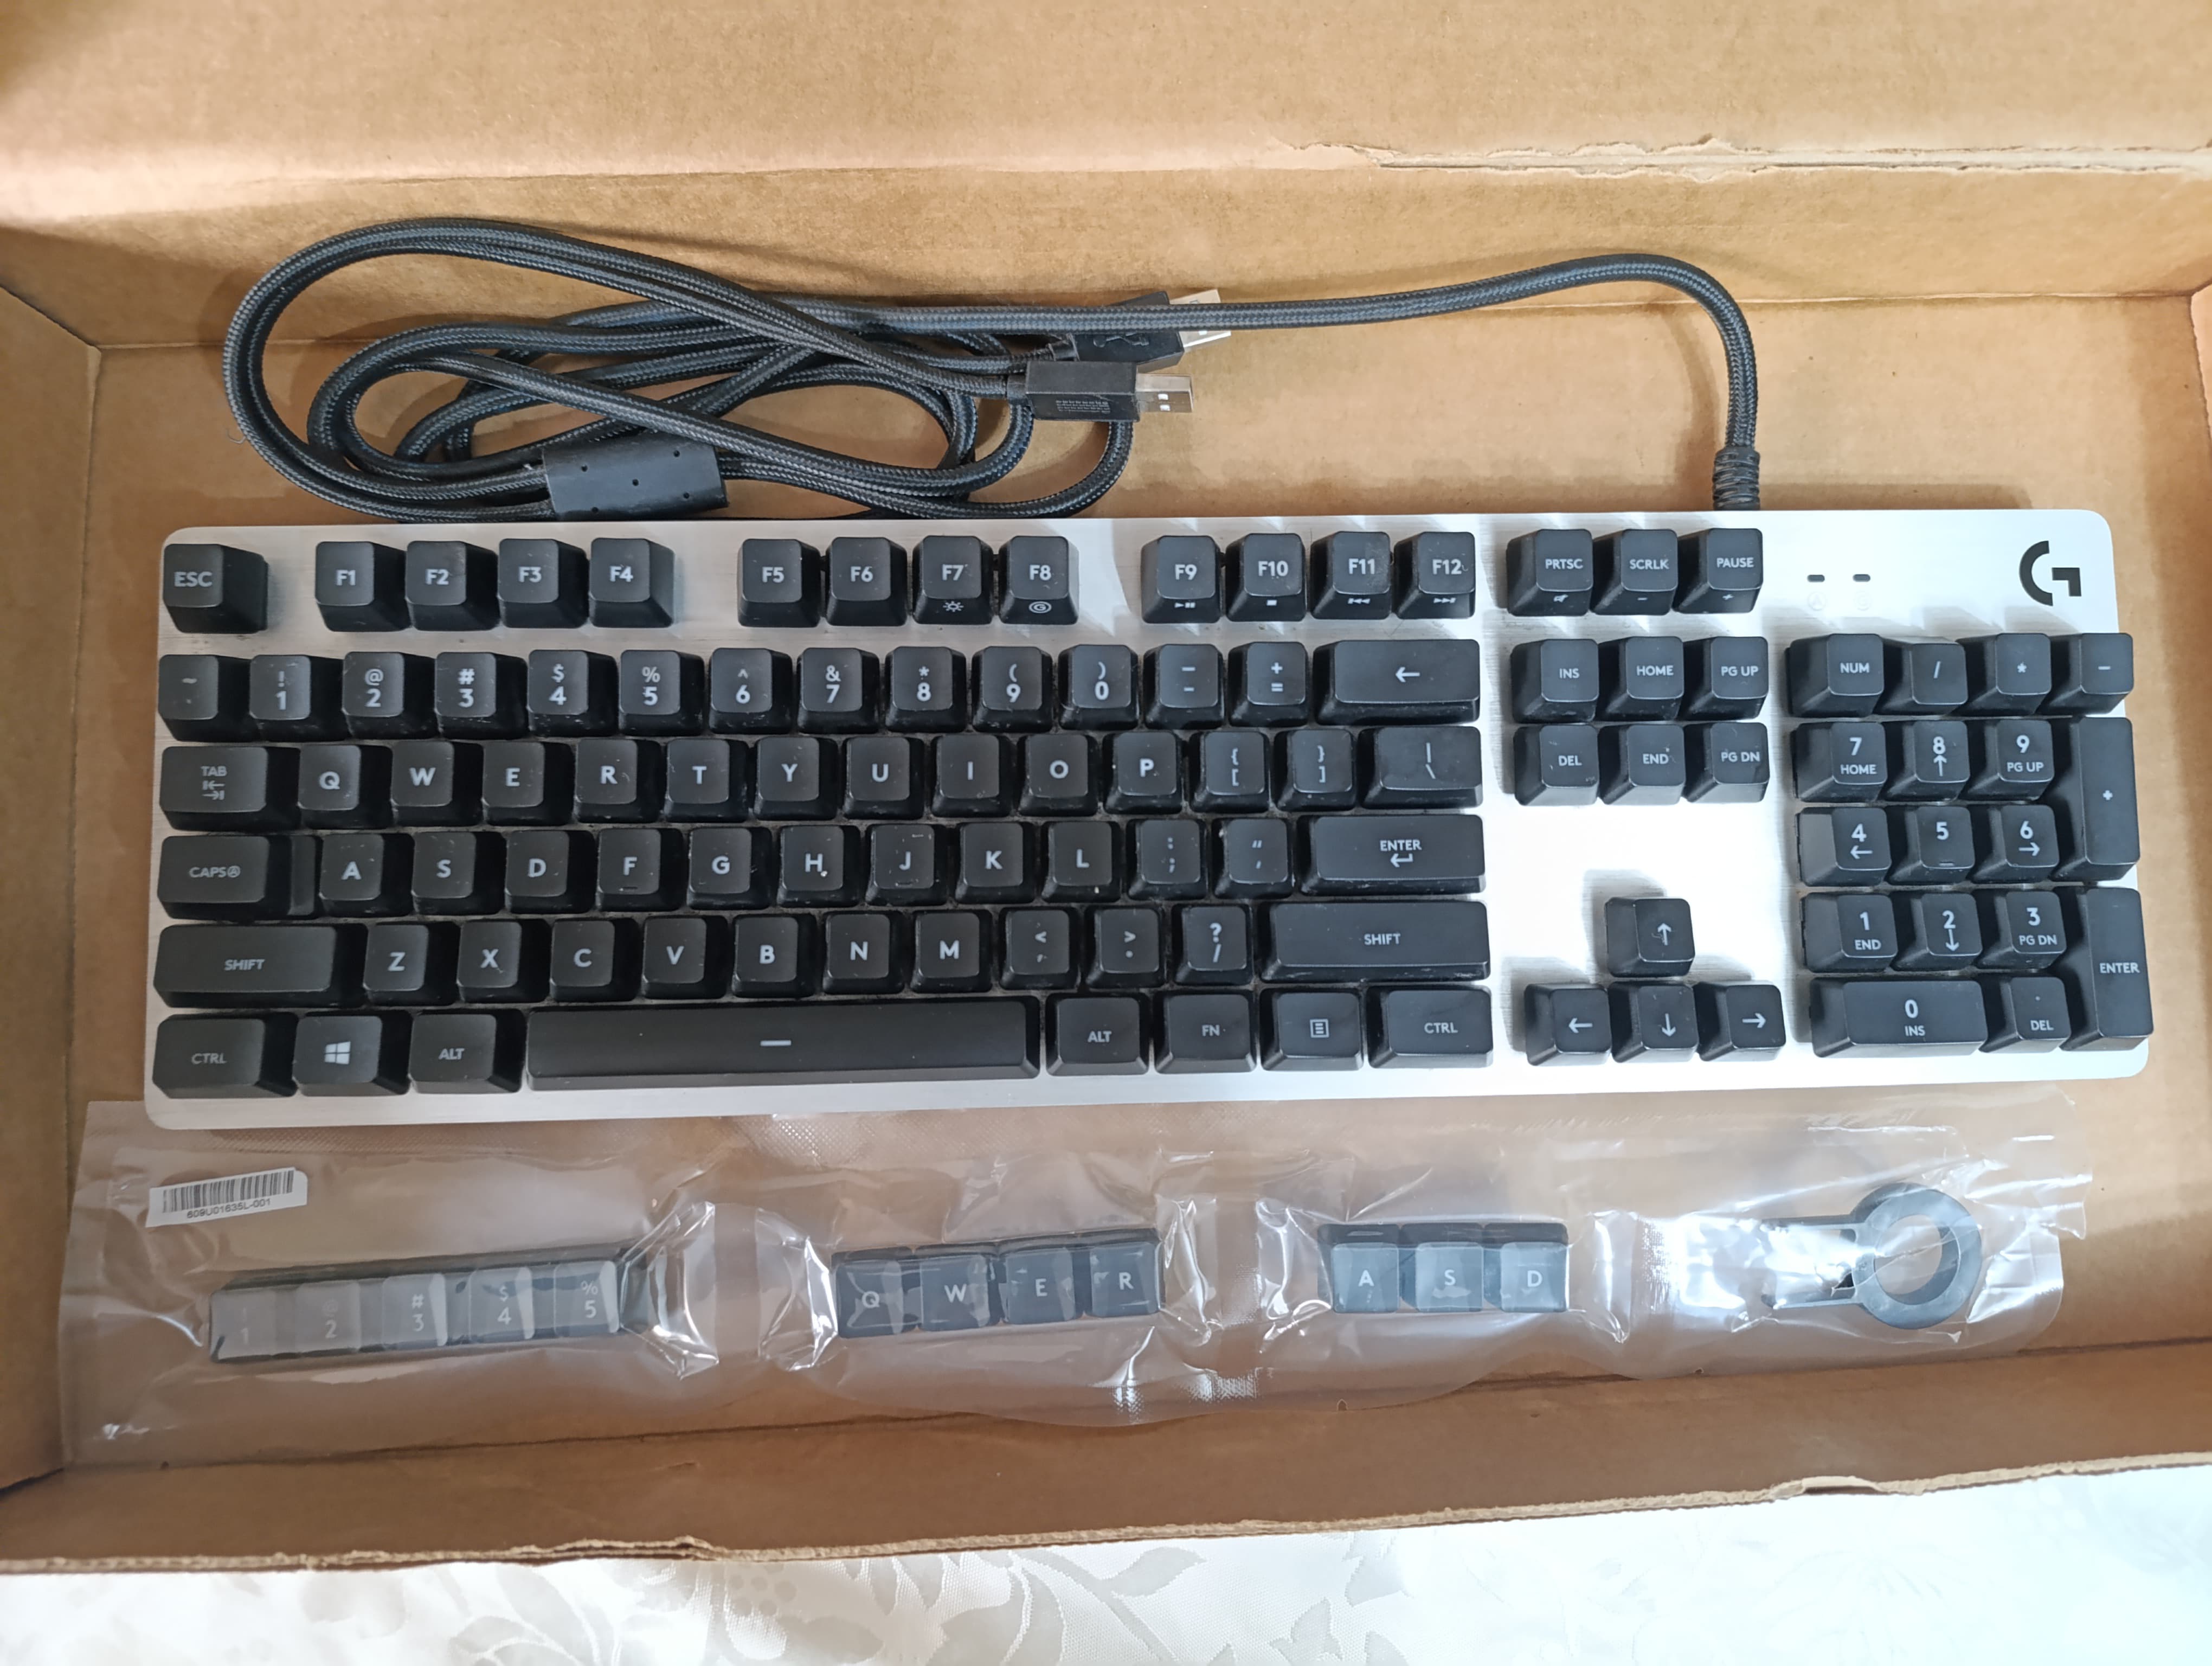 ESC F1 F2 F3 F4 F5 F6 F7 F8 F9 F10 F11 F12 PRTSC SCRLK PAUSE
G
~ ! @ # $ % ^ & * ( ) _ +
` 1 2 3 4 5 6 7 8 9 0 - = ← INS HOME PG UP NUM / * -
TAB Q W E R T Y U I O P { [ } ] | \ DEL END PG DN 7 HOME 8 ↑ 9 PG UP +
CAPS A S D F G H J K L : ; " ' ENTER 4 ← 5 6 →
SHIFT Z X C V B N M < , > . ? / SHIFT ↑ 1 END 2 ↓ 3 PG DN ENTER
CTRL ALT ALT FN CTRL ← ↓ → 0 INS . DEL
609U01635L-001
1 2 # 3 $ 4 % 5
Q W E R
A S D